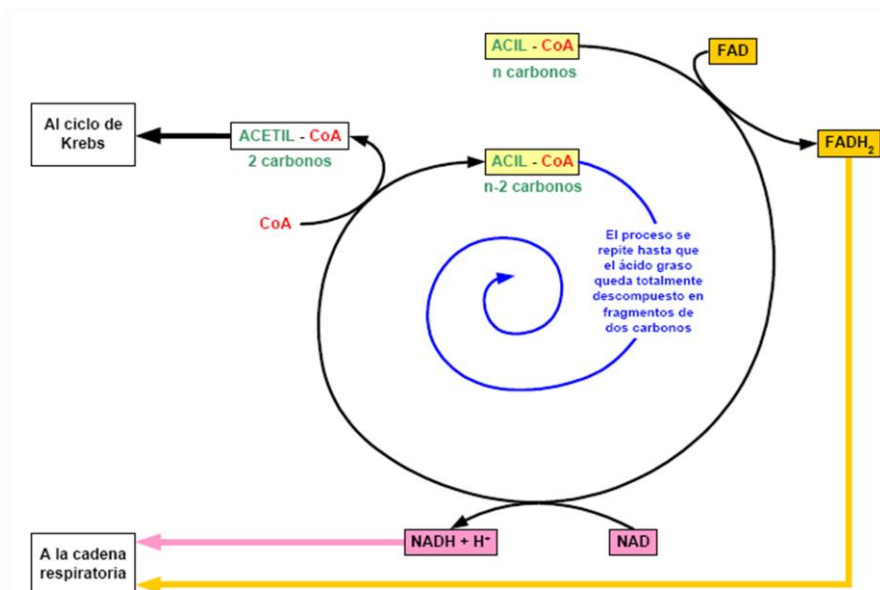 ACIL - CoA
n carbonos
FAD
FADH2
Al ciclo de
Krebs
ACETIL - CoA
2 carbonos
CoA
ACIL - CoA
n-2 carbonos
El proceso se
repite hasta que
el ácido graso
queda totalmente
descompuesto en
fragmentos de
dos carbonos
NADH + H+
NAD
A la cadena
respiratoria